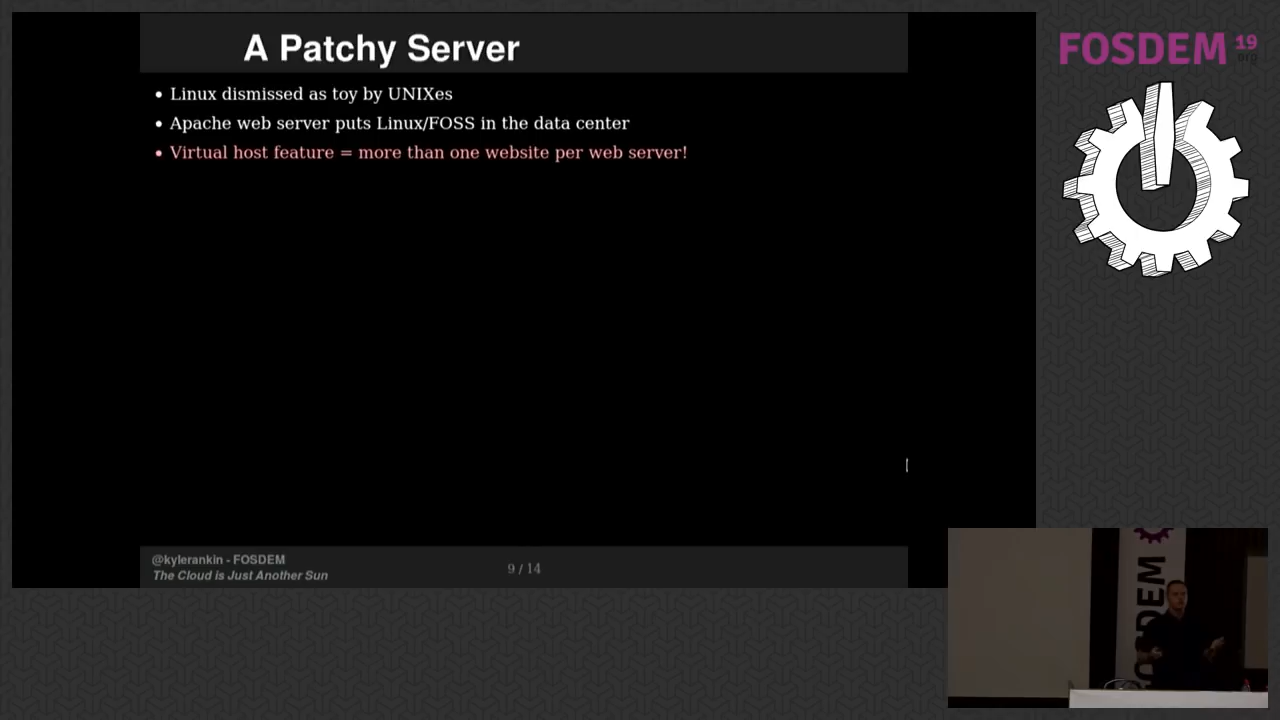 A Patchy Server
• Linux dismissed as toy by UNIXes
• Apache web server puts Linux/FOSS in the data center
• Virtual host feature = more than one website per web server!
@kylerankin - FOSDEM
The Cloud is Just Another Sun
9 / 14
FOSDEM 19
org
FOSDEM